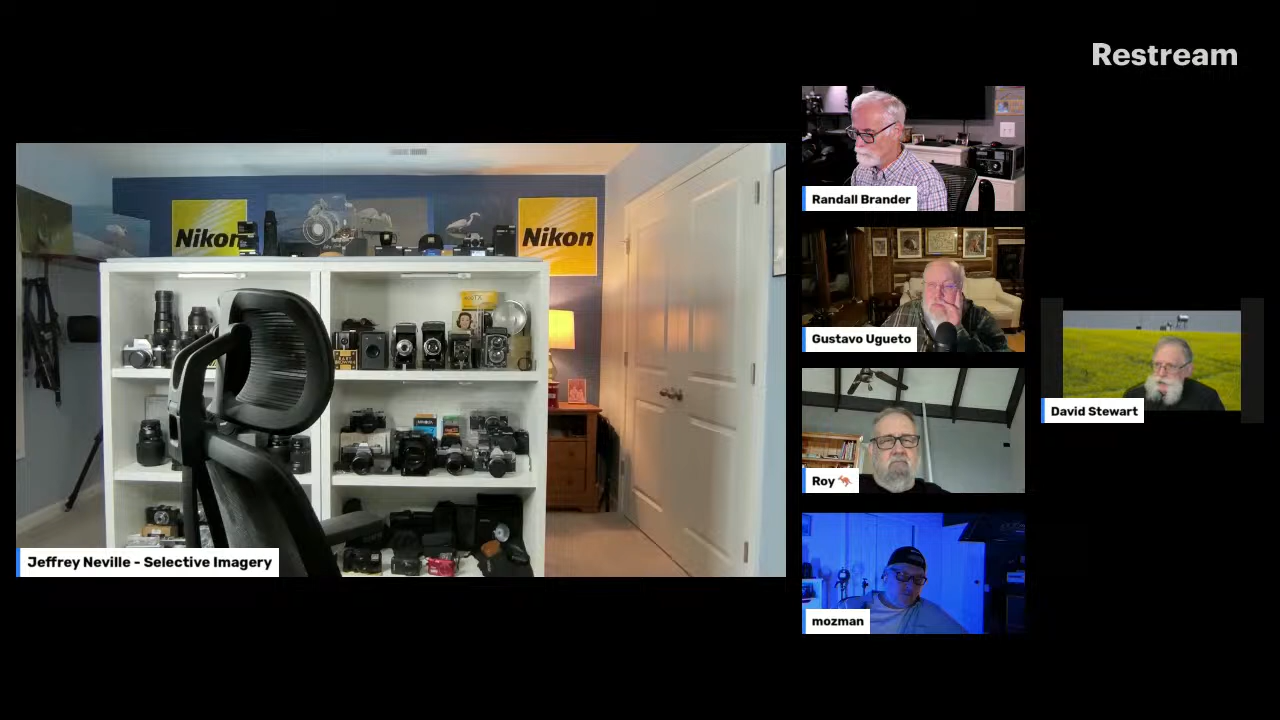 Restream
Nikon
Nikon
Jeffrey Neville - Selective Imagery
Randall Brander
Gustavo Ugueto
Roy 🦘
mozman
David Stewart